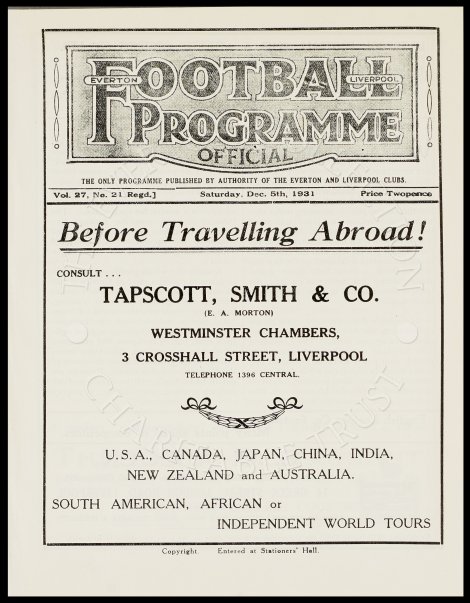 FOOTBALL
EVERTON
LIVERPOOL
PROGRAMME
OFFICIAL
THE ONLY PROGRAMME PUBLISHED BY AUTHORITY OF THE EVERTON AND LIVERPOOL CLUBS.
Vol. 27, No. 21 Regd.] Saturday, Dec. 5th, 1931 Price Twopence
Before Travelling Abroad!
CONSULT . . .
TAPSCOTT, SMITH & CO.
(E. A. MORTON)
WESTMINSTER CHAMBERS,
3 CROSSHALL STREET, LIVERPOOL
TELEPHONE 1396 CENTRAL.
U.S.A., CANADA, JAPAN, CHINA, INDIA,
NEW ZEALAND and AUSTRALIA.
SOUTH AMERICAN, AFRICAN or
INDEPENDENT WORLD TOURS
Copyright. Entered at Stationers' Hall.
CHARITABLE TRUST